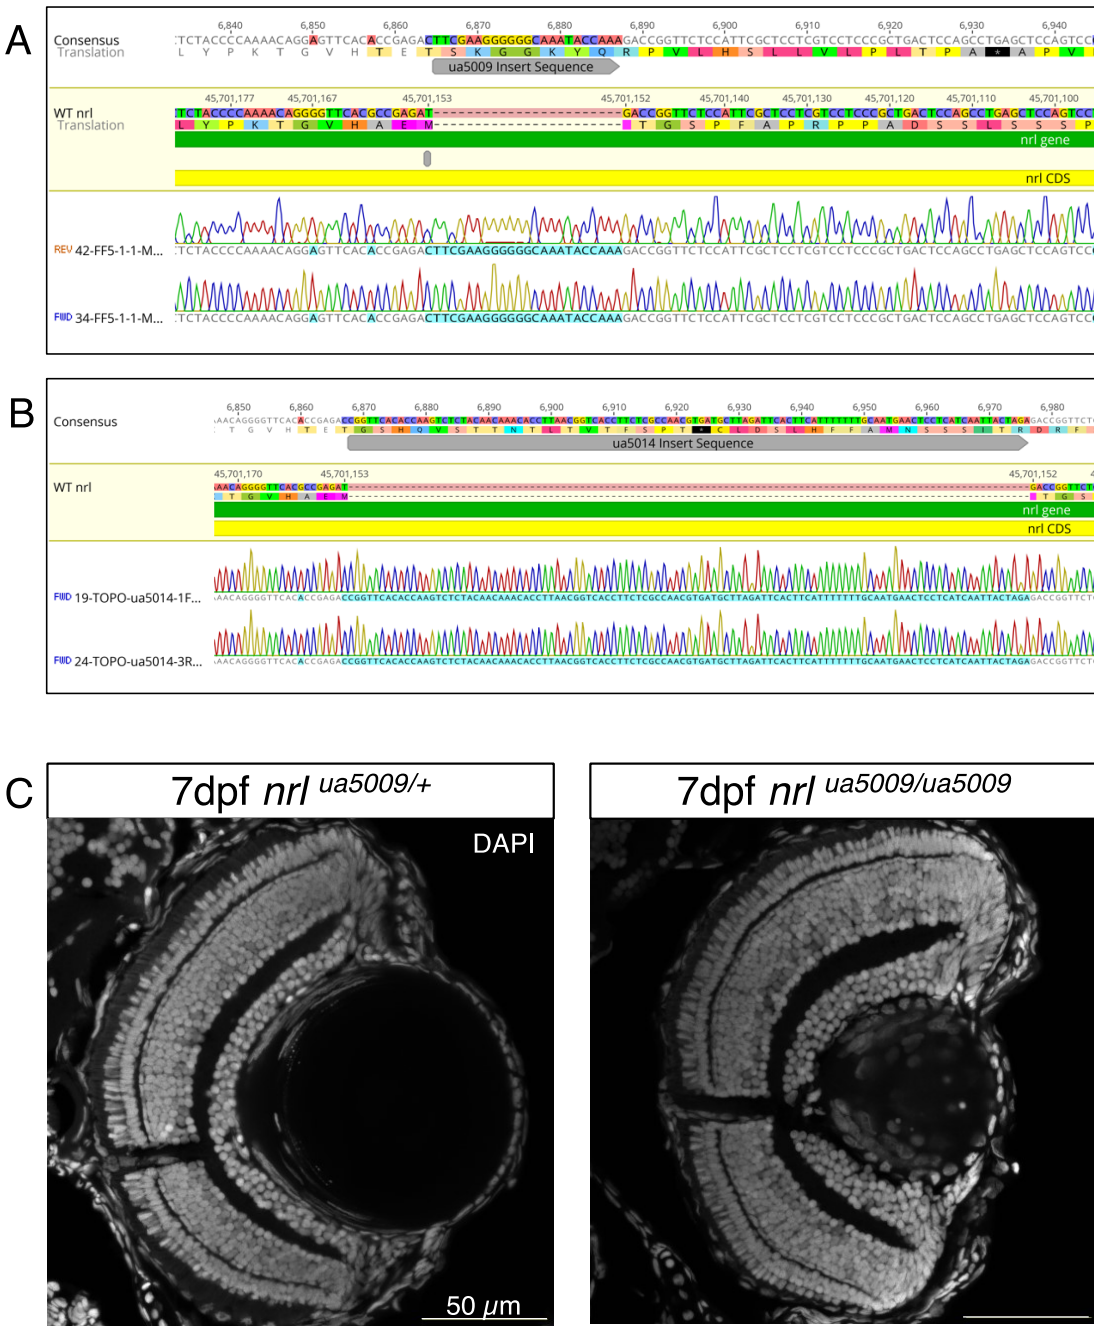 A
6,840 6,850 6,860 6,870 6,880 6,890 6,900 6,910 6,920 6,930 6,940
Consensus
Translation L Y P K T G V H T E T S K G G K Y Q R P V L H S L L V L P L T P A * A P V
ua5009 Insert Sequence
45,701,177 45,701,167 45,701,153 45,701,152 45,701,140 45,701,130 45,701,120 45,701,110 45,701,100
WT nrl TCTACCCCAAAACAGGGGTTCACGCCGAGAT GACCGGTTCTCCATTCGCTCCTCGTCCTCCCGCTGACTCCAGCCTGAGCTCCAGTCC
Translation L Y P K T G V H A E M T G S P F A P R P P A D S S L S S S P
nrl gene
nrl CDS
REV 42-FF5-1-1-M... TCTACCCCAAAACAGGAGTTCACACCGAGACTTCGAAGGGGGGCAAATACCAAAGACCGGTTCTCCATTCGCTCCTCGTCCTCCCGCTGACTCCAGCCTGAGCTCCAGTCC
FWD 34-FF5-1-1-M... TCTACCCCAAAACAGGAGTTCACACCGAGACTTCGAAGGGGGGCAAATACCAAAGACCGGTTCTCCATTCGCTCCTCGTCCTCCCGCTGACTCCAGCCTGAGCTCCAGTCC
B
6,850 6,860 6,870 6,880 6,890 6,900 6,910 6,920 6,930 6,940 6,950 6,960 6,970 6,980
Consensus
T G V H T E T G S H Q V S T T N T L T V T F S P T * C L D S L H F F A M N S S S I T R D R F
ua5014 Insert Sequence
45,701,170 45,701,153 45,701,152
WT nrl AACAGGGGTTCACGCCGAGAT GACCGGTTCT
T G V H A E M T G S
nrl gene
nrl CDS
FWD 19-TOPO-ua5014-1F...
FWD 24-TOPO-ua5014-3R...
C
7dpf nrl ua5009/+
7dpf nrl ua5009/ua5009
DAPI
50 µm